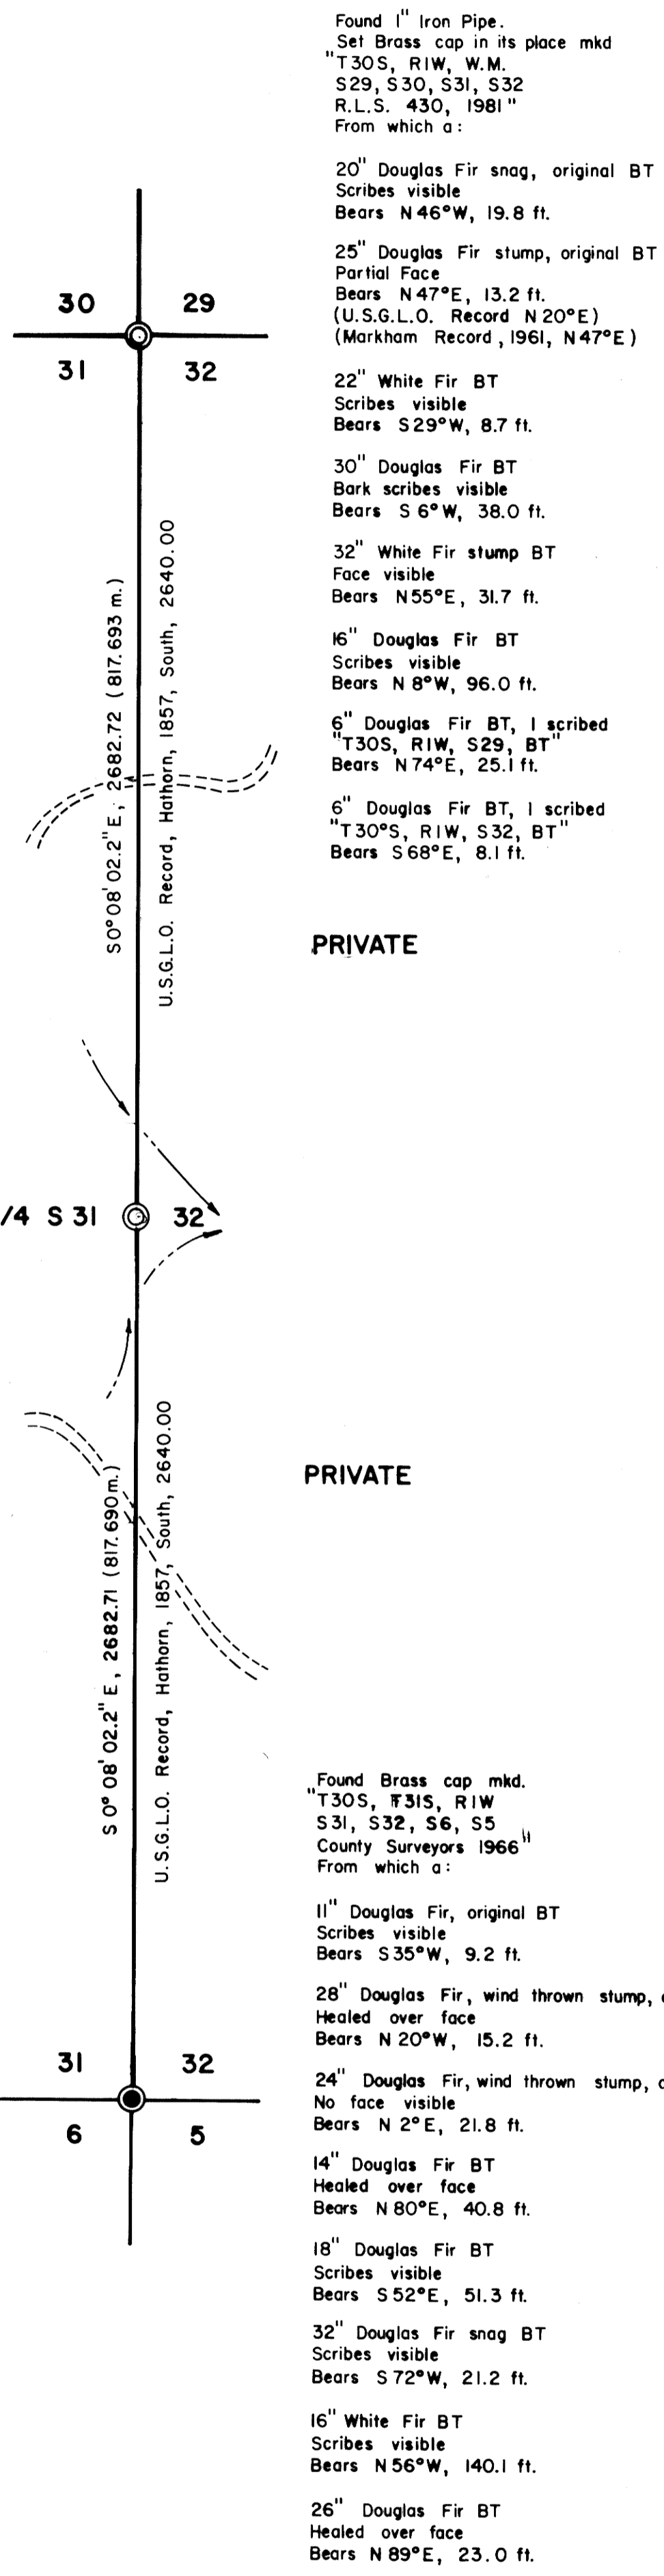 Found 1" Iron Pipe.
Set Brass cap in its place mkd
"T30S, R1W, W.M.
S29, S30, S31, S32
R.L.S. 430, 1981"
From which a:
20" Douglas Fir snag, original BT
Scribes visible
Bears N46°W, 19.8 ft.
25" Douglas Fir stump, original BT
Partial Face
Bears N47°E, 13.2 ft.
(U.S.G.L.O. Record N20°E)
(Markham Record, 1961, N47°E)
22" White Fir BT
Scribes visible
Bears S29°W, 8.7 ft.
30" Douglas Fir BT
Bark scribes visible
Bears S 6°W, 38.0 ft.
32" White Fir stump BT
Face visible
Bears N55°E, 31.7 ft.
16" Douglas Fir BT
Scribes visible
Bears N 8°W, 96.0 ft.
6" Douglas Fir BT, I scribed
"T30S, R1W, S29, BT"
Bears N74°E, 25.1 ft.
6" Douglas Fir BT, I scribed
"T30°S, R1W, S32, BT"
Bears S68°E, 8.1 ft.
30 29
31 32
S0°08'02.2"E, 2682.72 (817.693 m.)
U.S.G.L.O. Record, Hathorn, 1857, South, 2640.00
PRIVATE
/4 S 31 32
S0°08'02.2"E, 2682.71 (817.690m.)
U.S.G.L.O. Record, Hathorn, 1857, South, 2640.00
PRIVATE
Found Brass cap mkd.
"T30S, T31S, R1W
S31, S32, S6, S5
County Surveyors 1966"
From which a:
11" Douglas Fir, original BT
Scribes visible
Bears S35°W, 9.2 ft.
28" Douglas Fir, wind thrown stump,
Healed over face
Bears N 20°W, 15.2 ft.
24" Douglas Fir, wind thrown stump,
No face visible
Bears N 2°E, 21.8 ft.
14" Douglas Fir BT
Healed over face
Bears N80°E, 40.8 ft.
18" Douglas Fir BT
Scribes visible
Bears S52°E, 51.3 ft.
32" Douglas Fir snag BT
Scribes visible
Bears S72°W, 21.2 ft.
16" White Fir BT
Scribes visible
Bears N56°W, 140.1 ft.
26" Douglas Fir BT
Healed over face
Bears N89°E, 23.0 ft.
31 32
6 5